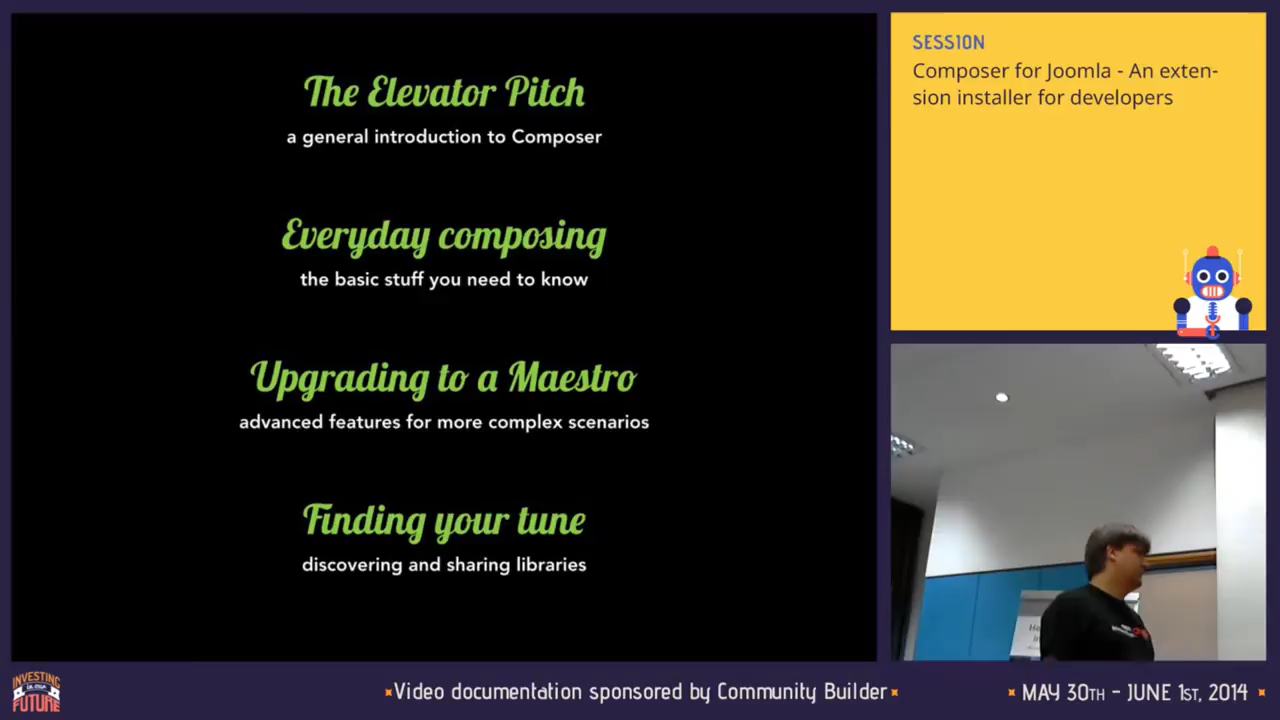 The Elevator Pitch
a general introduction to Composer
Everyday composing
the basic stuff you need to know
Upgrading to a Maestro
advanced features for more complex scenarios
Finding your tune
discovering and sharing libraries
SESSION
Composer for Joomla - An exten-
sion installer for developers
INVESTING
IN OUR
FUTURE
Video documentation sponsored by Community Builder
MAY 30TH - JUNE 1ST, 2014